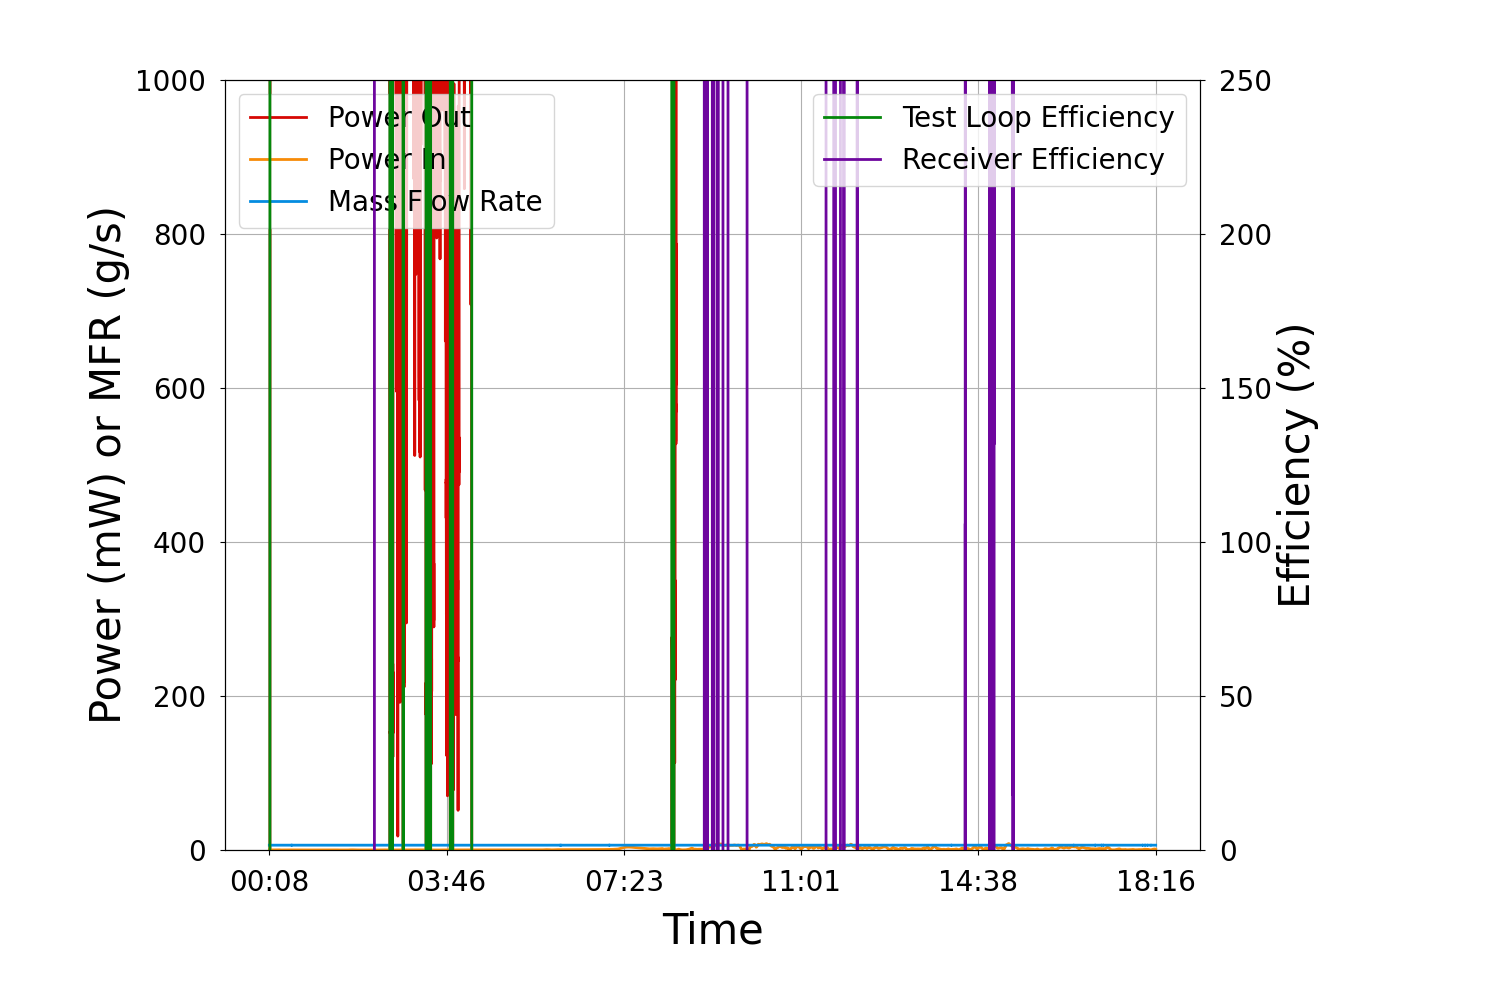 Power (mW) or MFR (g/s)
1000
800
600
400
200
0
Power Out
Power In
Mass Flow Rate
Test Loop Efficiency
Receiver Efficiency
250
200
150
100
50
0
Efficiency (%)
00:08 03:46 07:23 11:01 14:38 18:16
Time